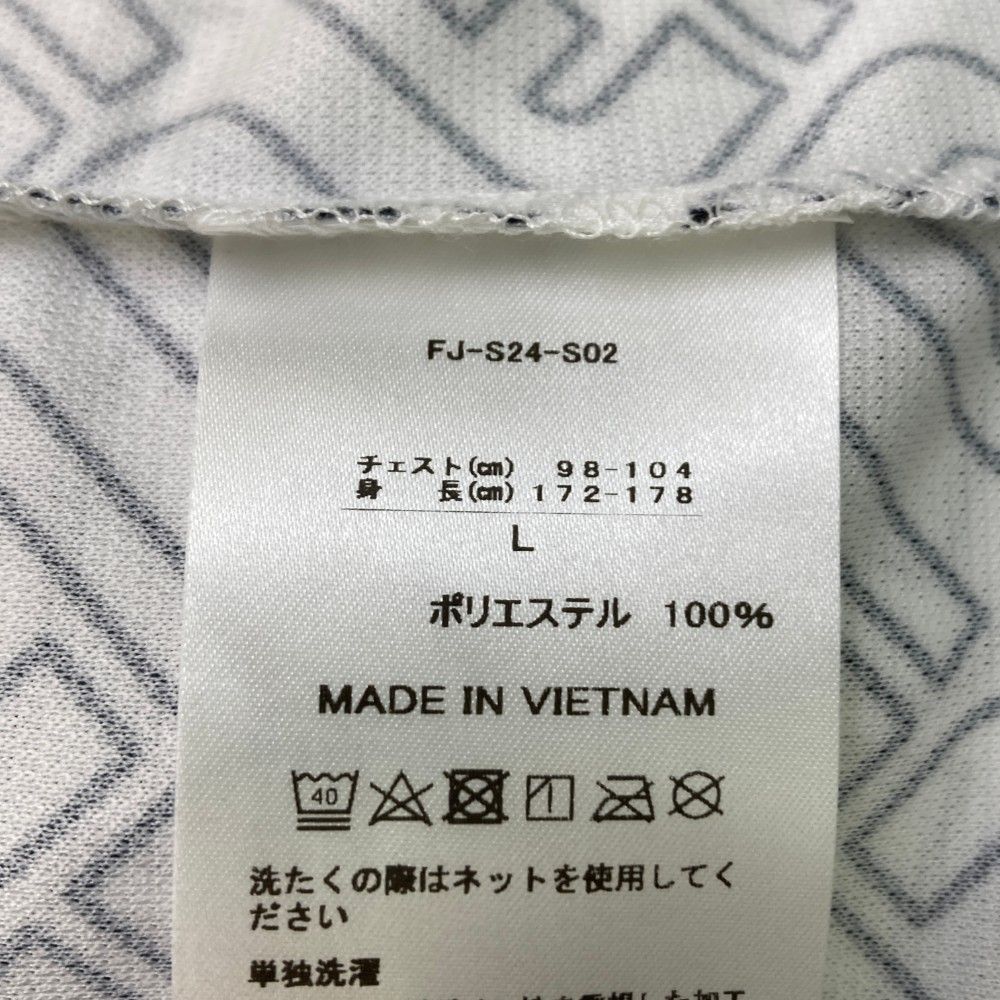 FJ-S24-S02
チェスト(㎝) 98-104
身 長(㎝) 172-178
L
ポリエステル 100%
MADE IN VIETNAM
40
洗たくの際はネットを使用してく
ださい
単独洗濯